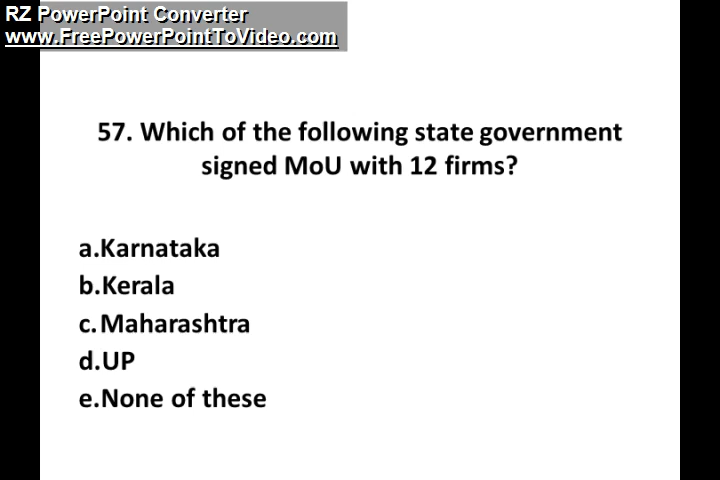 RZ PowerPoint Converter
www.FreePowerPointToVideo.com
57. Which of the following state government
signed MoU with 12 firms?
a.Karnataka
b.Kerala
c. Maharashtra
d.UP
e.None of these